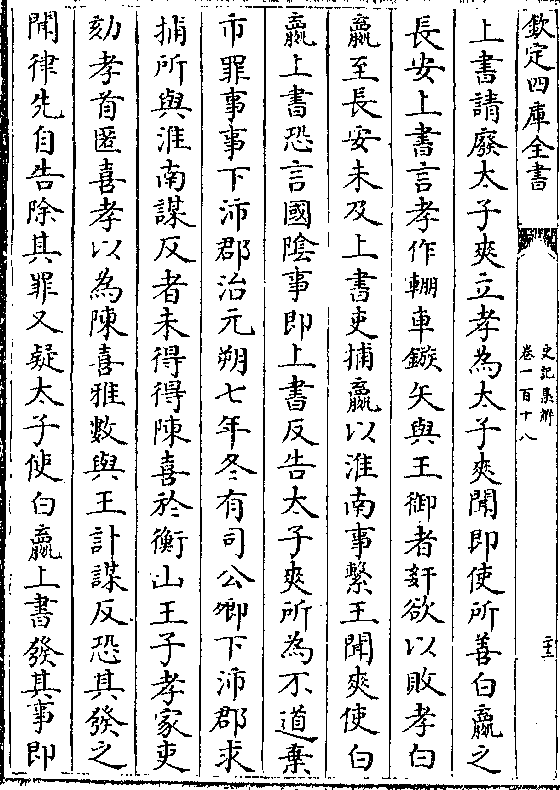 欽定四庫全書
史記集解
卷一百十八
上書請廢太子爽立孝為太子爽聞即使所善白嬴之
長安上書言孝作輣車鏃矢與王御者姧欲以敗孝白
嬴至長安未及上書吏捕嬴以淮南事繫王聞爽使白
嬴上書恐言國陰事即上書反告太子爽所為不道棄
市罪事事下沛郡治元朔七年冬有司公卿下沛郡求
捕所與淮南謀反者未得得陳喜於衡山王子孝家吏
劾孝首匿喜孝以為陳喜雅數與王計謀反恐其發之
聞律先自告除其罪又疑太子使白嬴上書發其事即